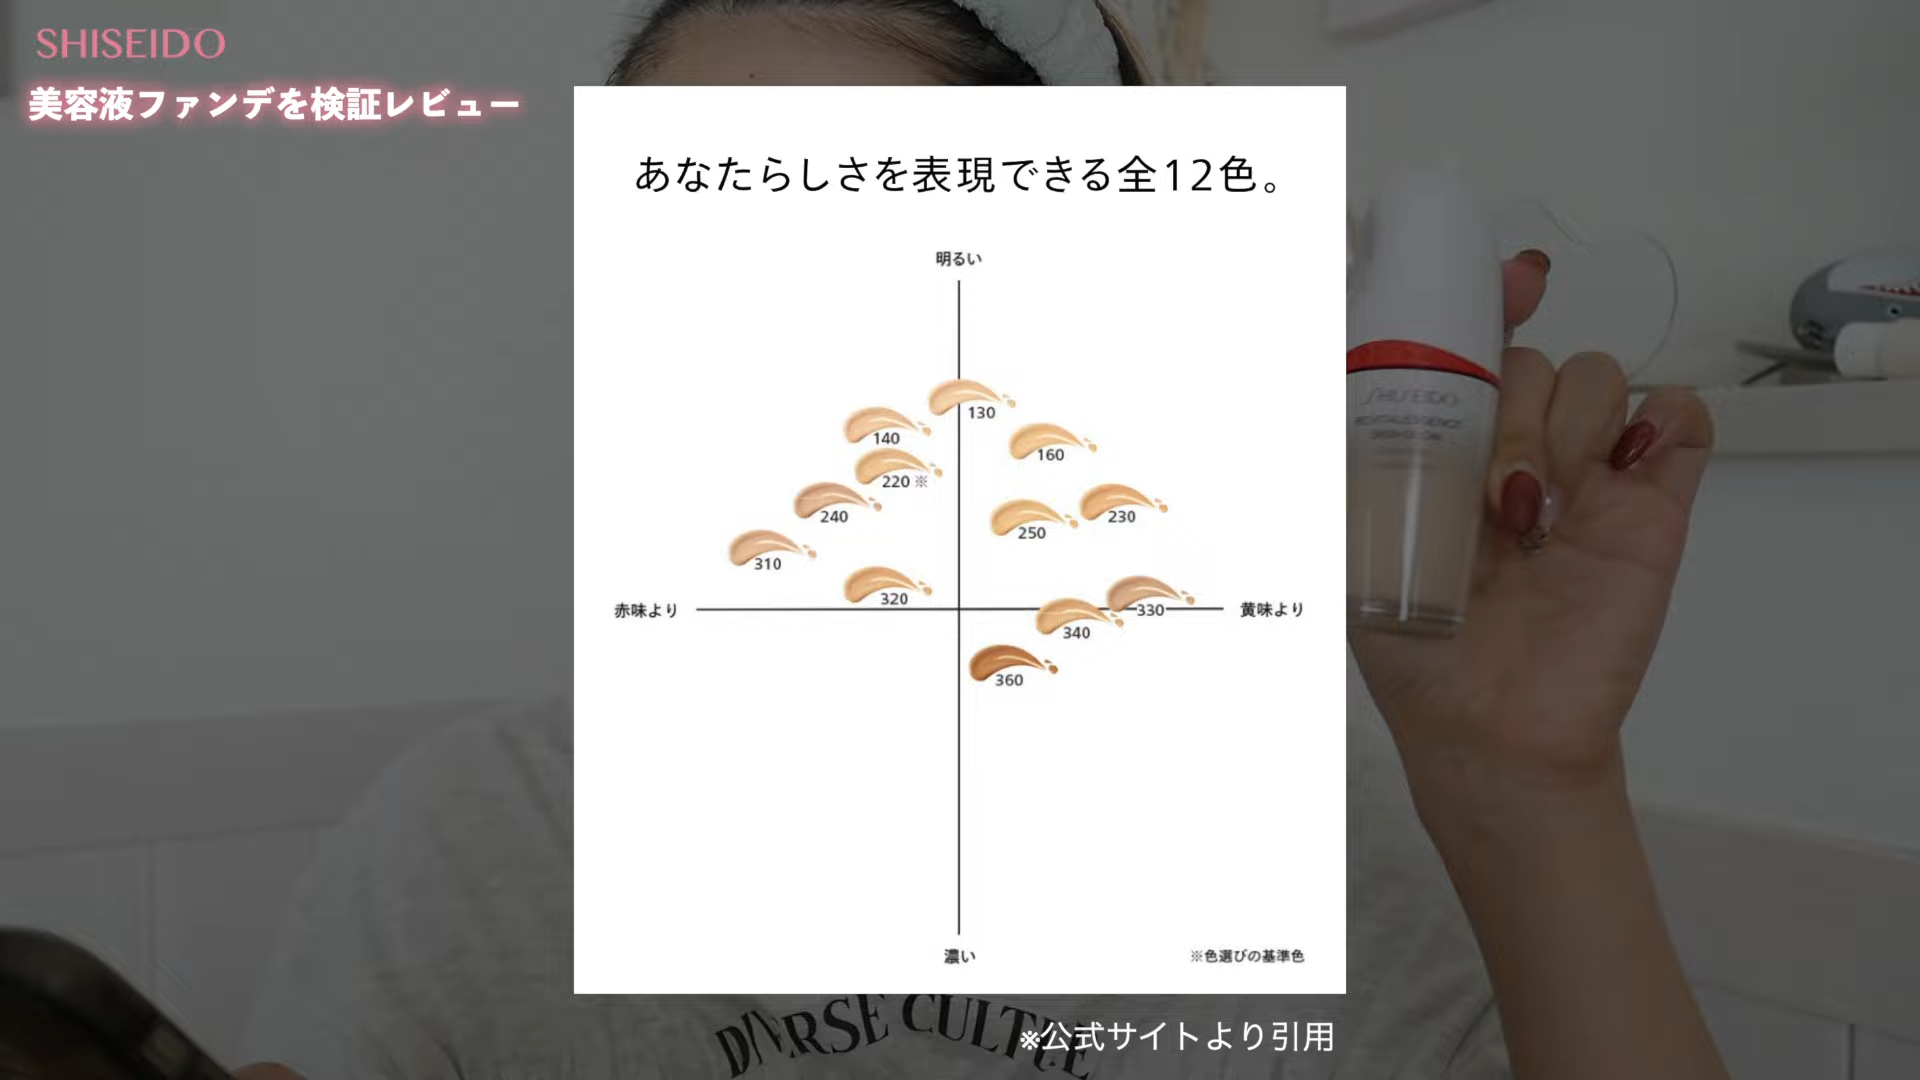 SHISEIDO
美容液ファンデを検証レビュー
あなたらしさを表現できる全12色。
明るい
130
140
160
220 ※
240
230
250
310
320
330
赤味より
黄味より
340
360
濃い
※色選びの基準色
SHISEIDO
DIVERSE CULTURE
※公式サイトより引用